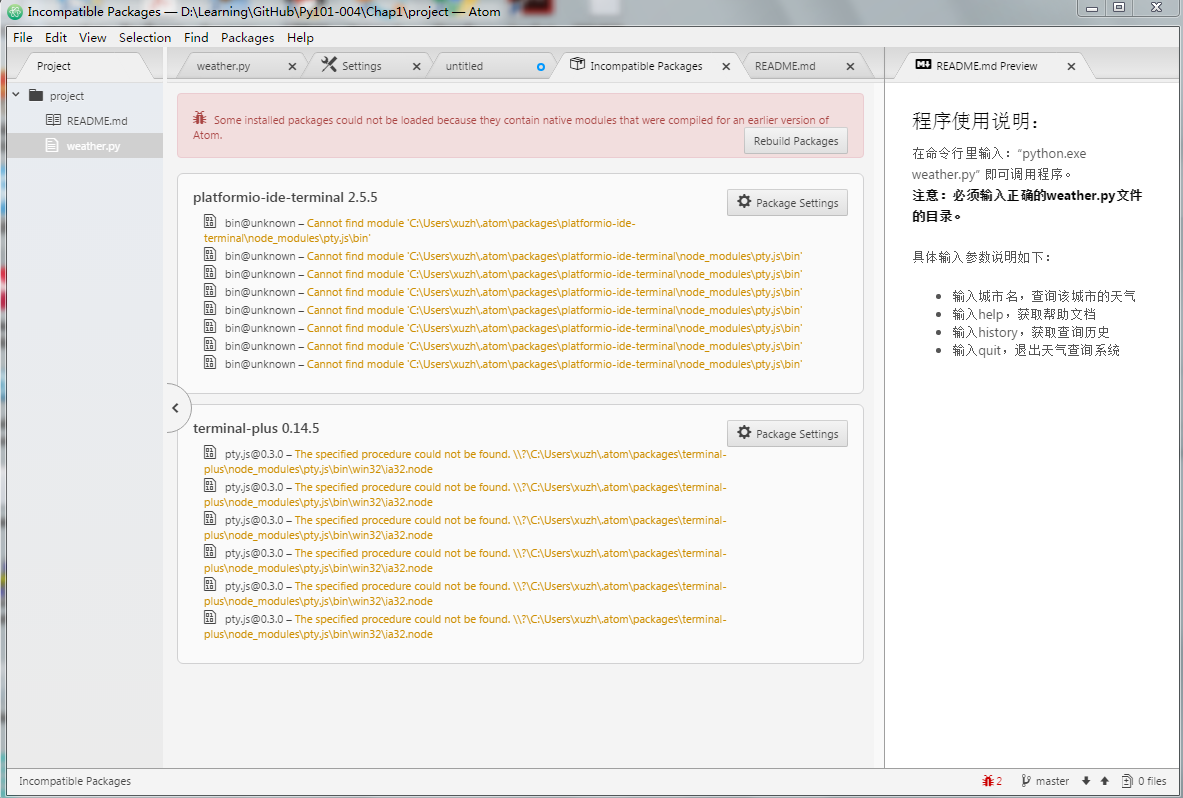 Incompatible Packages — D:\Learning\GitHub\Py101-004\Chap1\project — Atom
File Edit View Selection Find Packages Help
Project
weather.py
Settings
untitled
Incompatible Packages
README.md
README.md Preview
project
README.md
weather.py
Some installed packages could not be loaded because they contain native modules that were compiled for an earlier version of
Atom.
Rebuild Packages
platformio-ide-terminal 2.5.5
Package Settings
bin@unknown – Cannot find module 'C:\Users\xuzh\.atom\packages\platformio-ide-
terminal\node_modules\pty.js\bin'
bin@unknown – Cannot find module 'C:\Users\xuzh\.atom\packages\platformio-ide-terminal\node_modules\pty.js\bin'
bin@unknown – Cannot find module 'C:\Users\xuzh\.atom\packages\platformio-ide-terminal\node_modules\pty.js\bin'
bin@unknown – Cannot find module 'C:\Users\xuzh\.atom\packages\platformio-ide-terminal\node_modules\pty.js\bin'
bin@unknown – Cannot find module 'C:\Users\xuzh\.atom\packages\platformio-ide-terminal\node_modules\pty.js\bin'
bin@unknown – Cannot find module 'C:\Users\xuzh\.atom\packages\platformio-ide-terminal\node_modules\pty.js\bin'
bin@unknown – Cannot find module 'C:\Users\xuzh\.atom\packages\platformio-ide-terminal\node_modules\pty.js\bin'
bin@unknown – Cannot find module 'C:\Users\xuzh\.atom\packages\platformio-ide-terminal\node_modules\pty.js\bin'
terminal-plus 0.14.5
Package Settings
pty.js@0.3.0 – The specified procedure could not be found. \\?\C:\Users\xuzh\.atom\packages\terminal-
plus\node_modules\pty.js\bin\win32\ia32.node
pty.js@0.3.0 – The specified procedure could not be found. \\?\C:\Users\xuzh\.atom\packages\terminal-
plus\node_modules\pty.js\bin\win32\ia32.node
pty.js@0.3.0 – The specified procedure could not be found. \\?\C:\Users\xuzh\.atom\packages\terminal-
plus\node_modules\pty.js\bin\win32\ia32.node
pty.js@0.3.0 – The specified procedure could not be found. \\?\C:\Users\xuzh\.atom\packages\terminal-
plus\node_modules\pty.js\bin\win32\ia32.node
pty.js@0.3.0 – The specified procedure could not be found. \\?\C:\Users\xuzh\.atom\packages\terminal-
plus\node_modules\pty.js\bin\win32\ia32.node
pty.js@0.3.0 – The specified procedure could not be found. \\?\C:\Users\xuzh\.atom\packages\terminal-
plus\node_modules\pty.js\bin\win32\ia32.node
程序使用说明：
在命令行里输入：“python.exe
weather.py” 即可调用程序。
注意：必须输入正确的weather.py文件
的目录。
具体输入参数说明如下：
输入城市名，查询该城市的天气
输入help，获取帮助文档
输入history，获取查询历史
输入quit，退出天气查询系统
Incompatible Packages
2
master
0 files